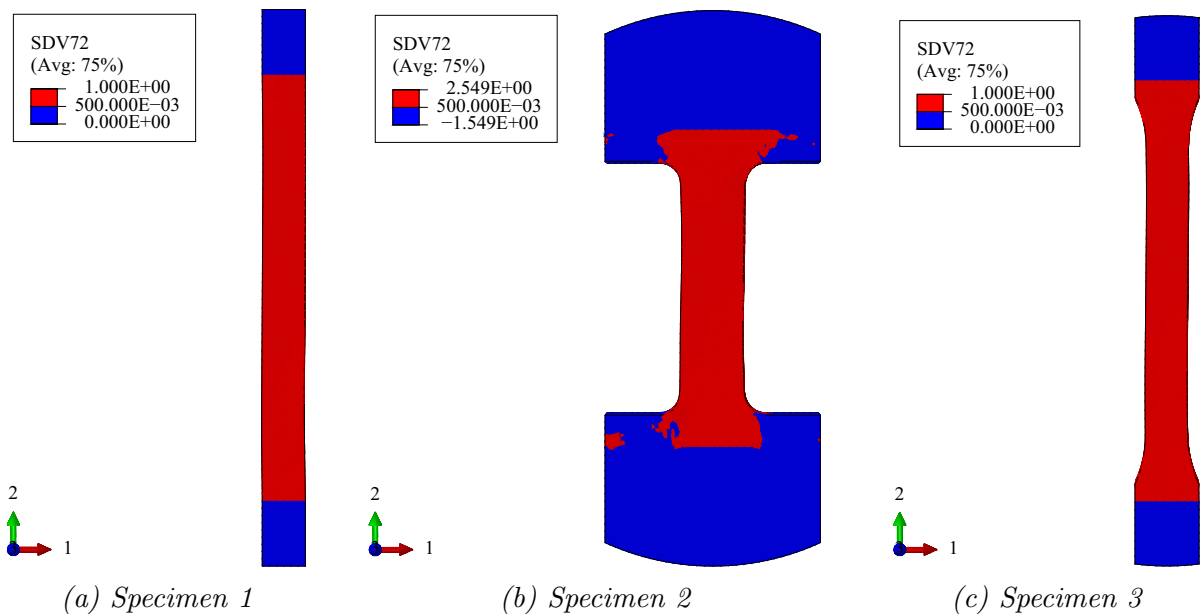 SDV72
(Avg: 75%)
1.000E+00
500.000E−03
0.000E+00
2
1
(a) Specimen 1
SDV72
(Avg: 75%)
2.549E+00
500.000E−03
−1.549E+00
2
1
(b) Specimen 2
SDV72
(Avg: 75%)
1.000E+00
500.000E−03
0.000E+00
2
1
(c) Specimen 3